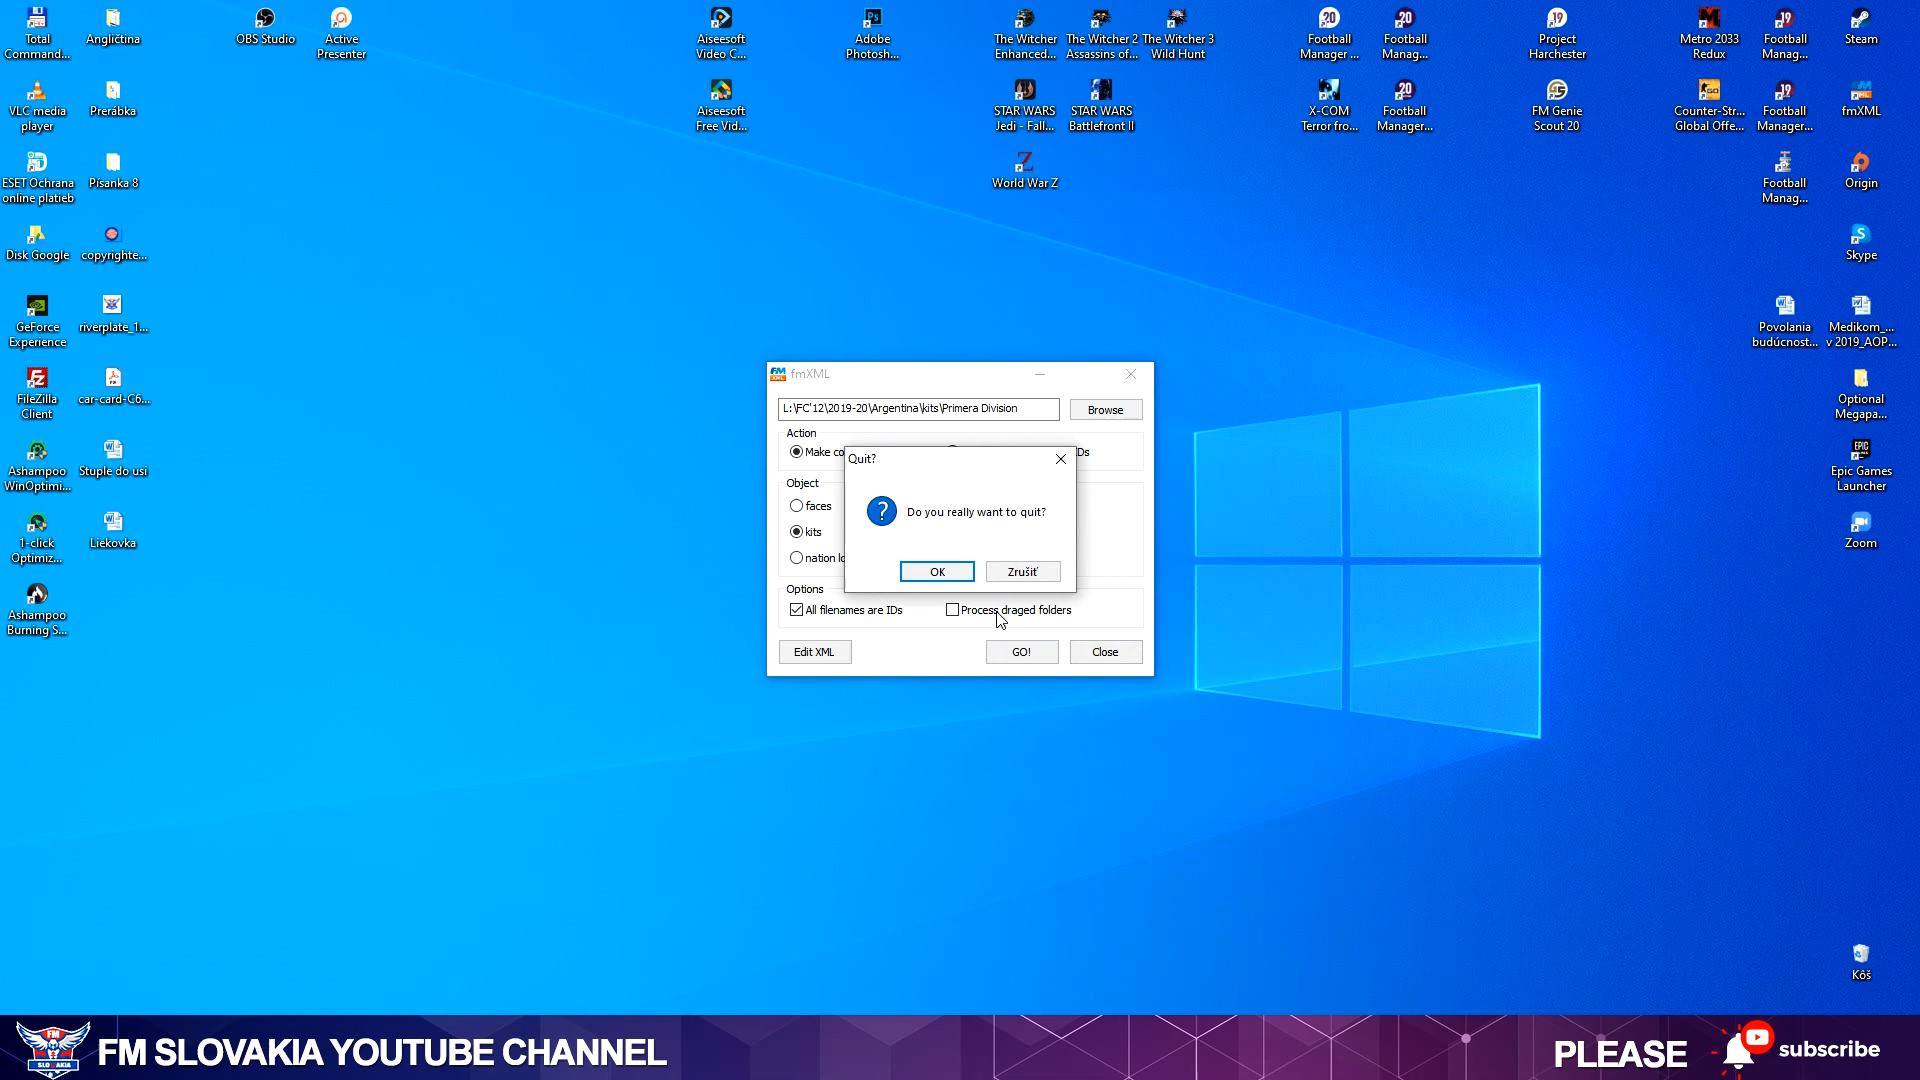 Total
Command...
Angličtina
OBS Studio
Active
Presenter
Aiseesoft
Video C...
Adobe
Photosh...
The Witcher
Enhanced...
The Witcher 2
Assassins of...
The Witcher 3
Wild Hunt
Football
Manager ...
Football
Manag...
Project
Harchester
Metro 2033
Redux
Football
Manag...
Steam
VLC media
player
Prerábka
Aiseesoft
Free Vid...
STAR WARS
Jedi - Fall...
STAR WARS
Battlefront II
X-COM
Terror fro...
Football
Manager...
FM Genie
Scout 20
Counter-Str...
Global Offe...
Football
Manager...
fmXML
ESET Ochrana
online platieb
Písanka 8
World War Z
Football
Manag...
Origin
Disk Google
copyrighte...
Skype
GeForce
Experience
riverplate_1...
Povolania
budúcnost...
Medikom_...
v 2019_AOP...
FileZilla
Client
car-card-C6...
Optional
Megapa...
Ashampoo
WinOptimi...
Stuple do usi
Epic Games
Launcher
1-click
Optimiz...
Liekovka
Zoom
Ashampoo
Burning S...
Kôš
fmXML
L:\FC'12\2019-20\Argentina\kits\Primera Division
Browse
Action
Make co
Ds
Quit?
Object
faces
Do you really want to quit?
kits
nation lo
OK
Zrušiť
Options
All filenames are IDs
Process draged folders
Edit XML
GO!
Close
FM
SLOVAKIA
FM SLOVAKIA YOUTUBE CHANNEL
PLEASE
subscribe